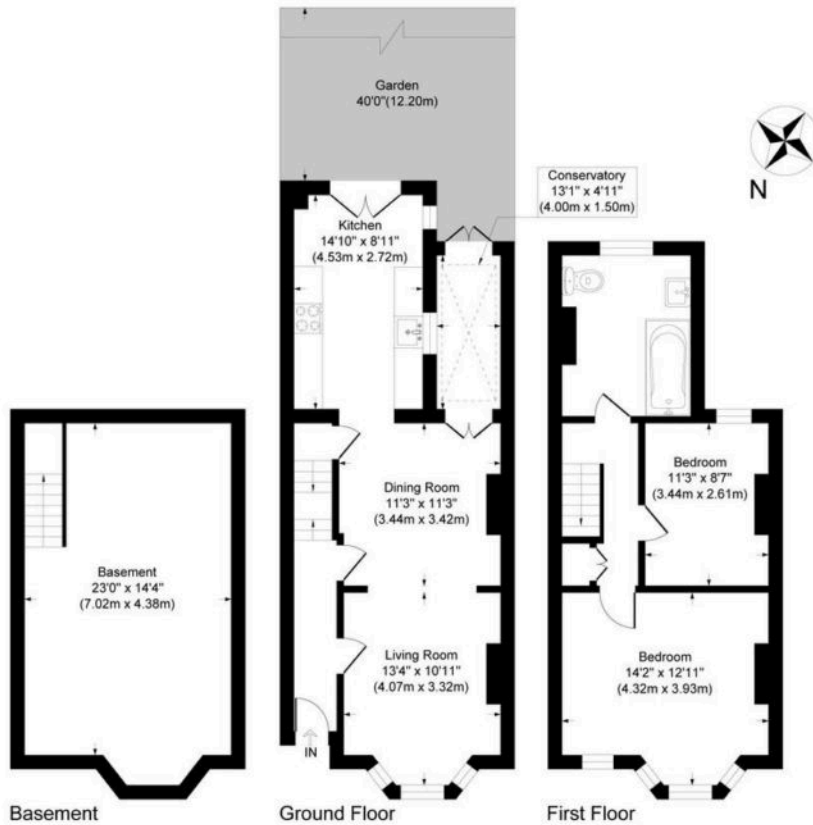 Garden
40'0"(12.20m)
N
Conservatory
13'1" x 4'11"
(4.00m x 1.50m)
Kitchen
14'10" x 8'11"
(4.53m x 2.72m)
Dining Room
11'3" x 11'3"
(3.44m x 3.42m)
Bedroom
11'3" x 8'7"
(3.44m x 2.61m)
Basement
23'0" x 14'4"
(7.02m x 4.38m)
Living Room
13'4" x 10'11"
(4.07m x 3.32m)
Bedroom
14'2" x 12'11"
(4.32m x 3.93m)
IN
Basement
Ground Floor
First Floor